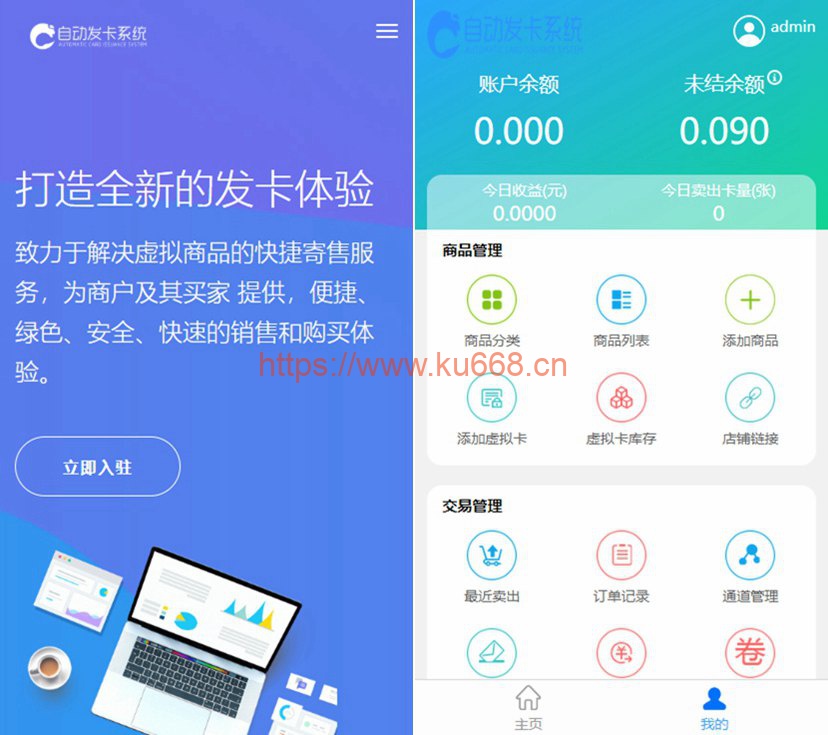 自动发卡系统
AUTOMATIC CARD ISSUANCE SYSTEM
打造全新的发卡体验
致力于解决虚拟商品的快捷寄售服
务，为商户及其买家 提供，便捷、
绿色、安全、快速的销售和购买体
验。
立即入驻
自动发卡系统
AUTOMATIC CARD ISSUANCE SYSTEM
admin
账户余额
未结余额
0.000
0.090
今日收益(元)
今日卖出卡量(张)
0.0000
0
商品管理
商品分类
商品列表
添加商品
添加虚拟卡
虚拟卡库存
店铺链接
交易管理
最近卖出
订单记录
通道管理
卷
主页
我的
https://www.ku668.cn